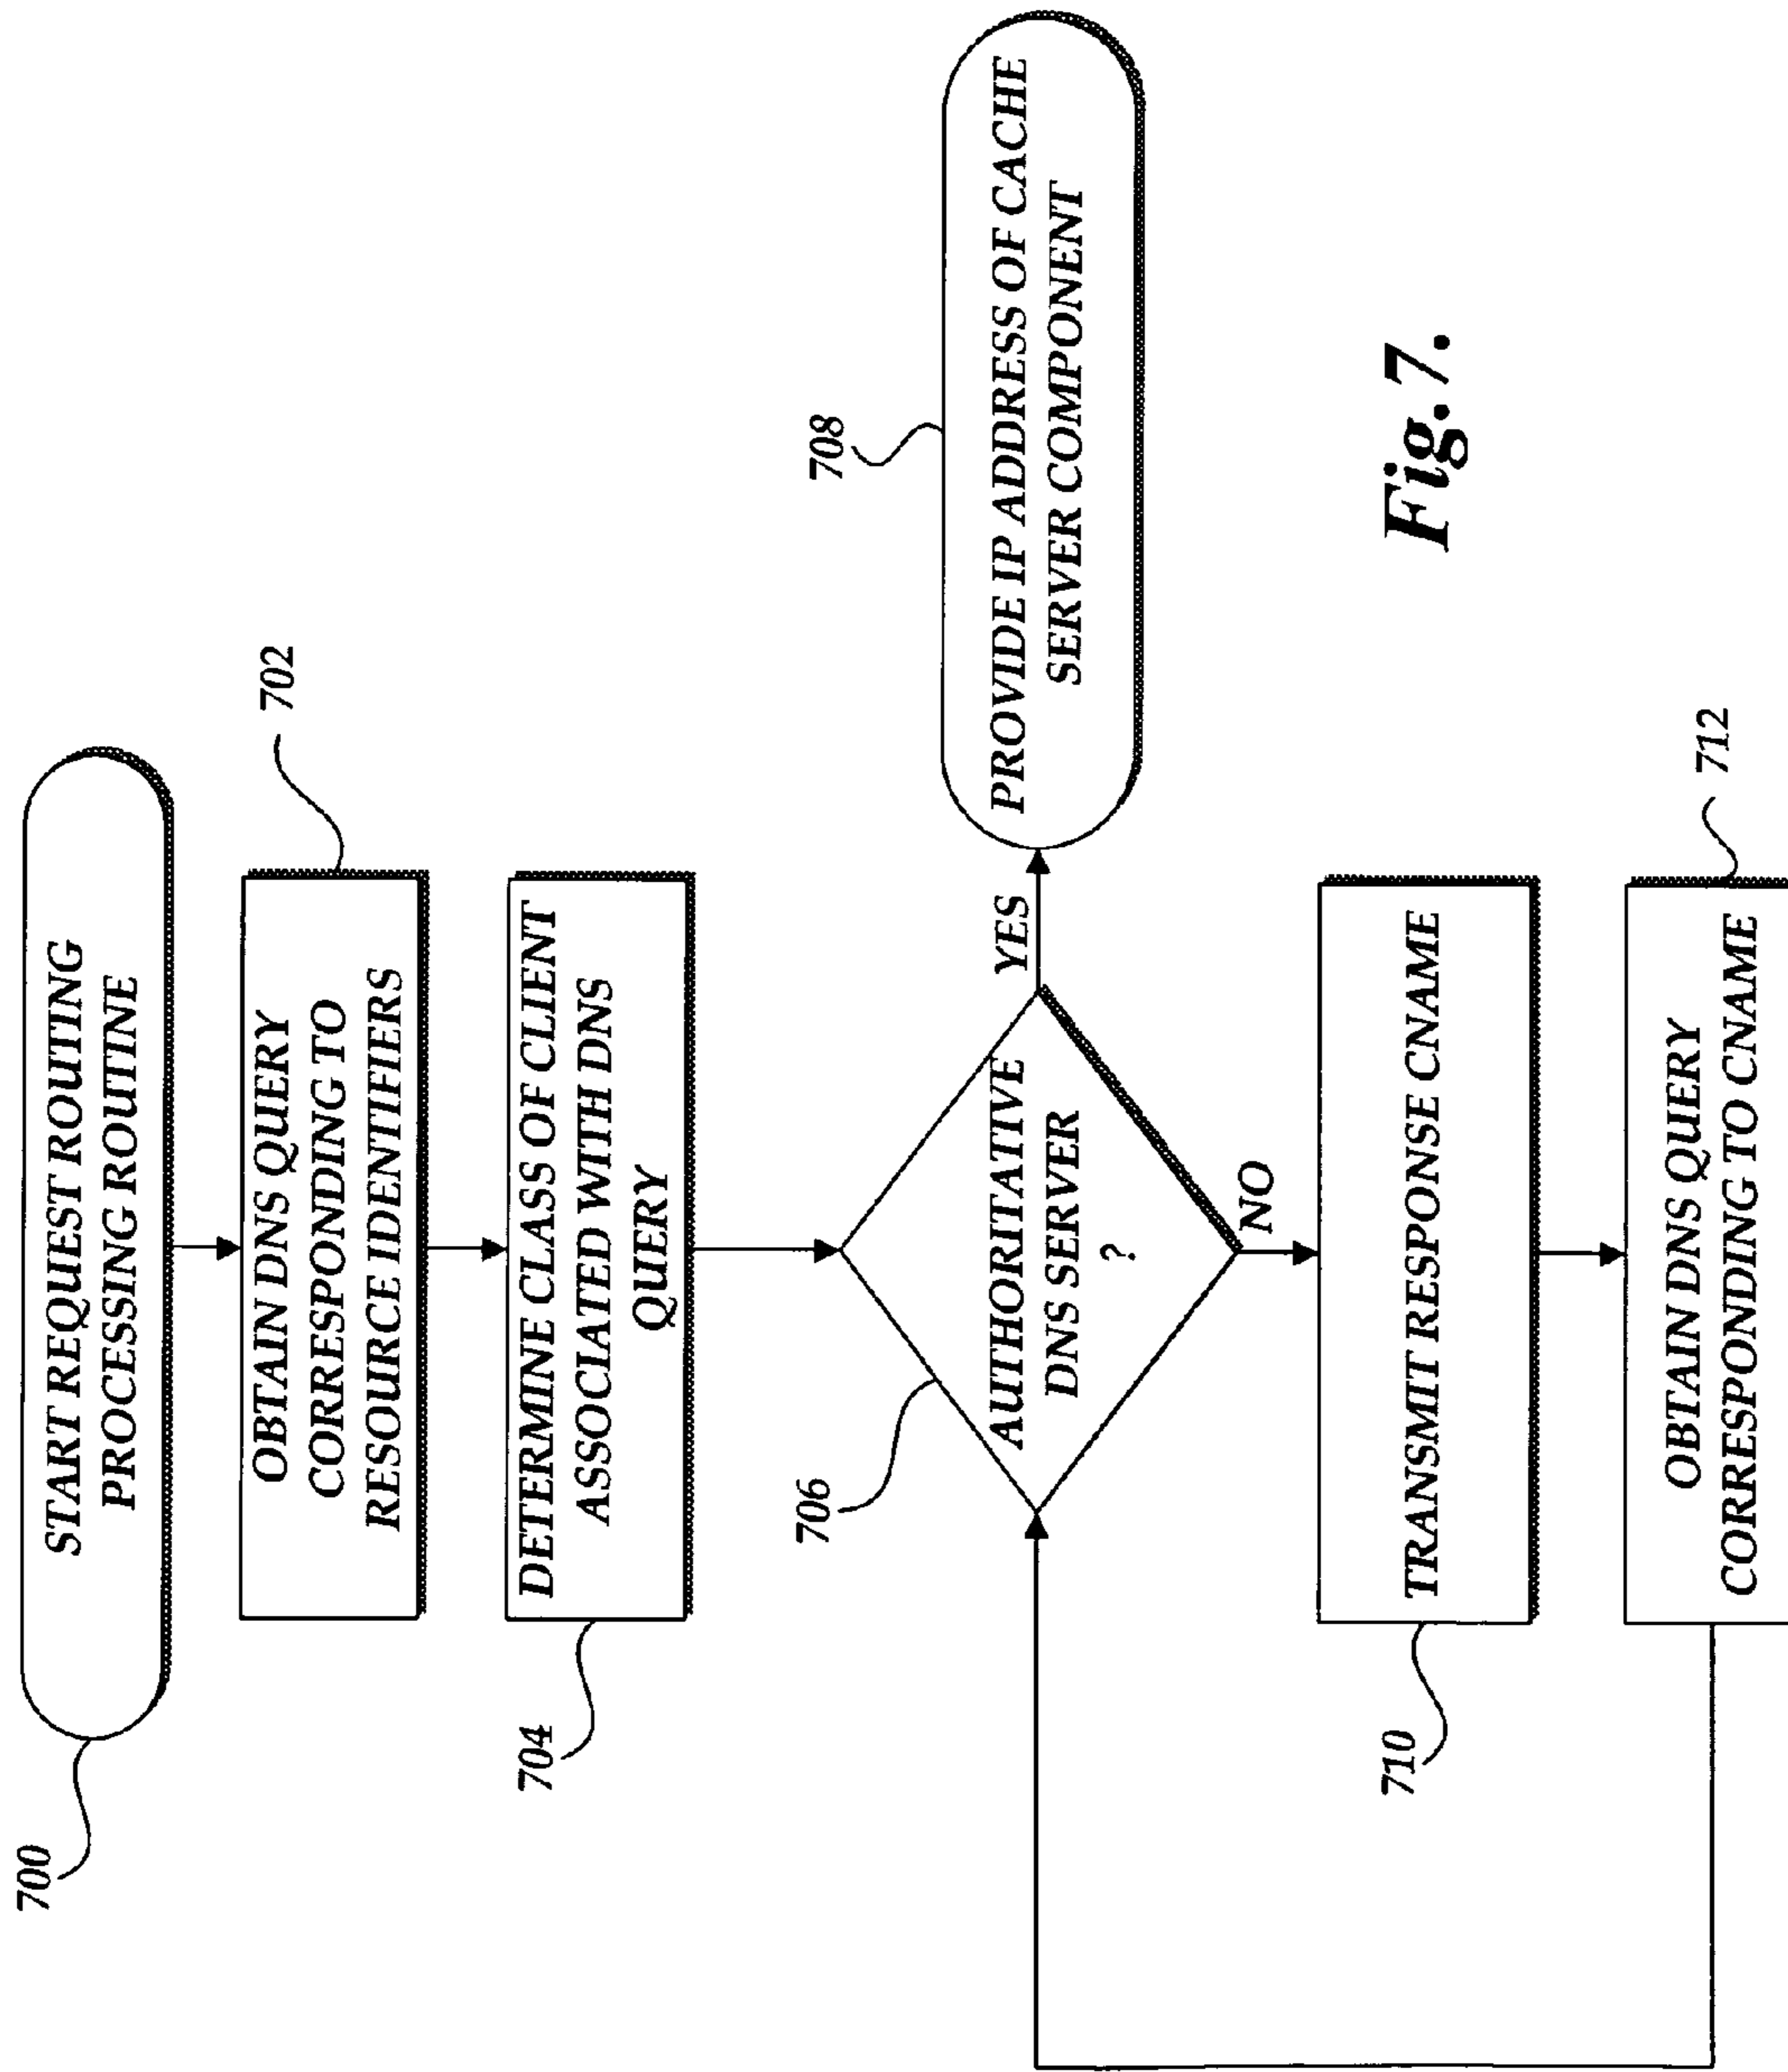 700
START REQUEST ROUTING
PROCESSING ROUTINE
702
OBTAIN DNS QUERY
CORRESPONDING TO
RESOURCE IDENTIFIERS
704
DETERMINE CLASS OF CLIENT
ASSOCIATED WITH DNS
QUERY
706
AUTHORITATIVE
DNS SERVER
?
YES
708
PROVIDE IP ADDRESS OF CACHE
SERVER COMPONENT
NO
710
TRANSMIT RESPONSE CNAME
712
OBTAIN DNS QUERY
CORRESPONDING TO CNAME
Fig.7.